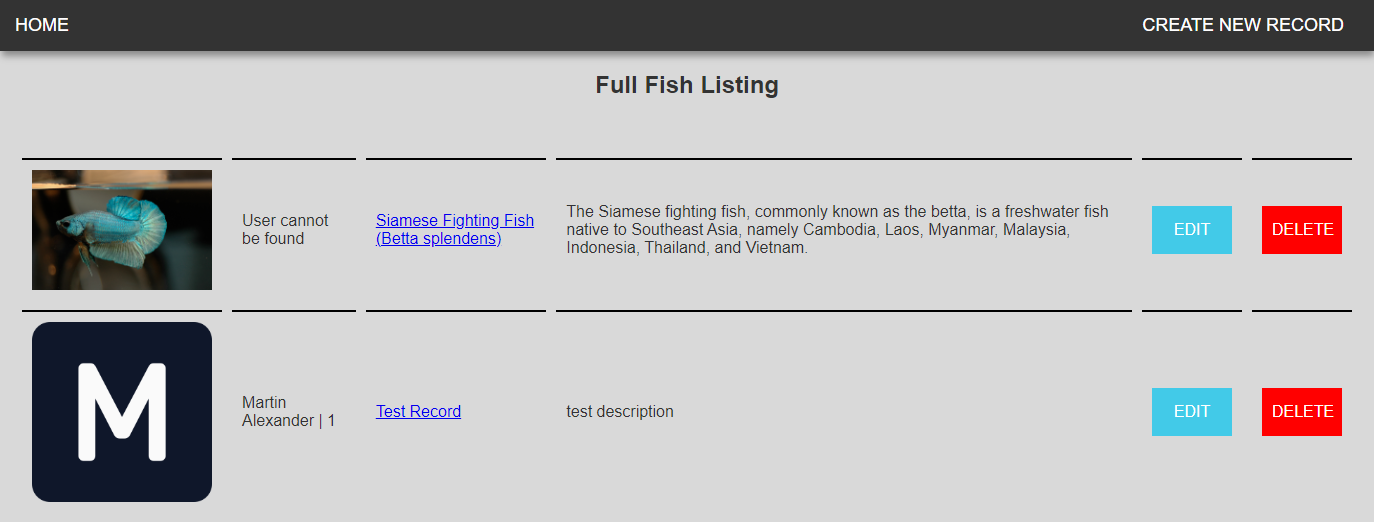 HOME
CREATE NEW RECORD
Full Fish Listing
User cannot
be found
Siamese Fighting Fish
(Betta splendens)
The Siamese fighting fish, commonly known as the betta, is a freshwater fish
native to Southeast Asia, namely Cambodia, Laos, Myanmar, Malaysia,
Indonesia, Thailand, and Vietnam.
EDIT
DELETE
M
Martin
Alexander | 1
Test Record
test description
EDIT
DELETE